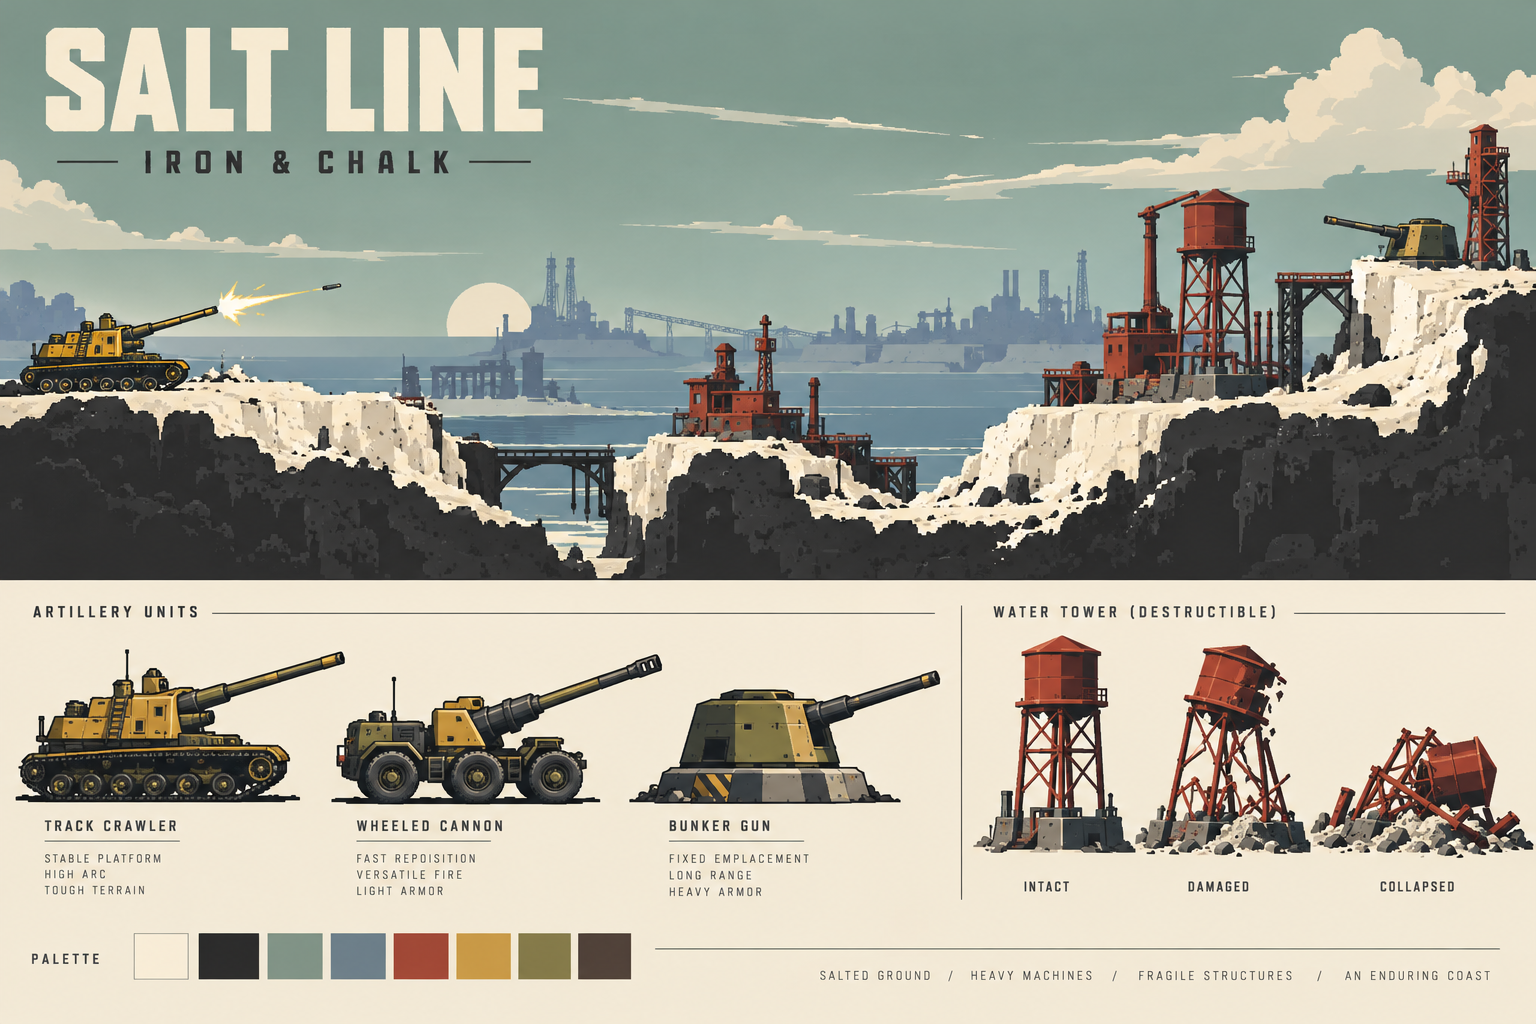 SALT LINE
IRON & CHALK
ARTILLERY UNITS
WATER TOWER (DESTRUCTIBLE)
TRACK CRAWLER
STABLE PLATFORM
HIGH ARC
TOUGH TERRAIN
WHEELED CANNON
FAST REPOISITION
VERSATILE FIRE
LIGHT ARMOR
BUNKER GUN
FIXED EMPLACEMENT
LONG RANGE
HEAVY ARMOR
INTACT
DAMAGED
COLLAPSED
PALETTE
SALTED GROUND / HEAVY MACHINES / FRAGILE STRUCTURES / AN ENDURING COAST